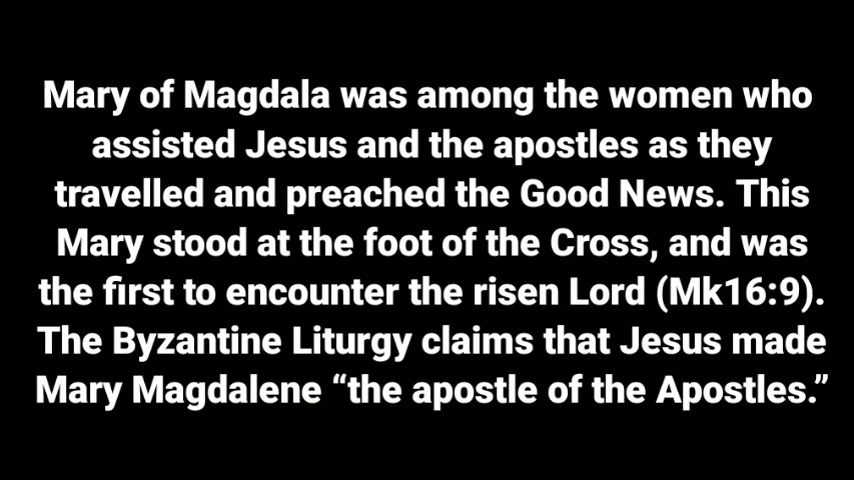 Mary of Magdala was among the women who
assisted Jesus and the apostles as they
travelled and preached the Good News. This
Mary stood at the foot of the Cross, and was
the first to encounter the risen Lord (Mk16:9).
The Byzantine Liturgy claims that Jesus made
Mary Magdalene “the apostle of the Apostles.”